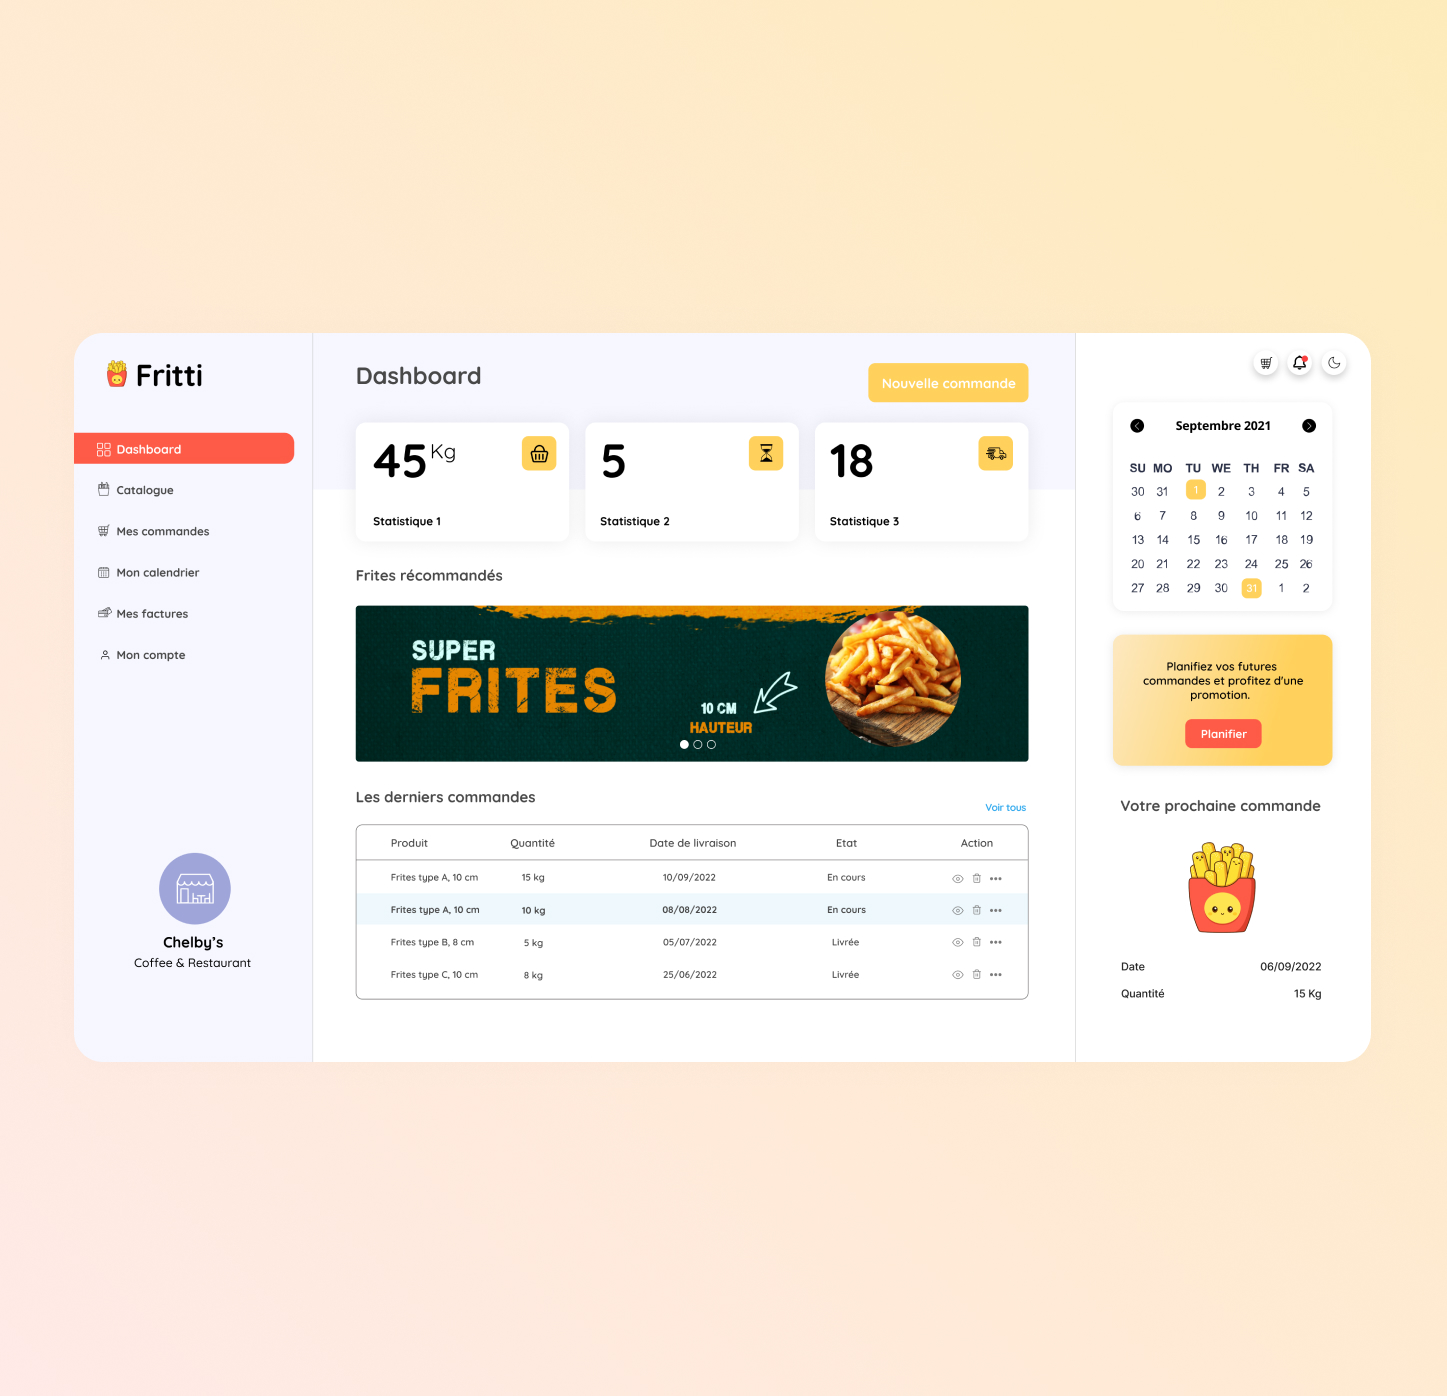 Fritti
Dashboard
Catalogue
Mes commandes
Mon calendrier
Mes factures
Mon compte
Chelby's
Coffee & Restaurant
Dashboard
Nouvelle commande
45 Kg
Statistique 1
5
Statistique 2
18
Statistique 3
Frites récommandés
SUPER
FRITES
10 CM
HAUTEUR
Les derniers commandes
Voir tous
Produit Quantité Date de livraison Etat Action
Frites type A, 10 cm 15 kg 10/09/2022 En cours
Frites type A, 10 cm 10 kg 08/08/2022 En cours
Frites type B, 8 cm 5 kg 05/07/2022 Livrée
Frites type C, 10 cm 8 kg 25/06/2022 Livrée
Septembre 2021
SU MO TU WE TH FR SA
30 31 1 2 3 4 5
6 7 8 9 10 11 12
13 14 15 16 17 18 19
20 21 22 23 24 25 26
27 28 29 30 31 1 2
Planifiez vos futures
commandes et profitez d'une
promotion.
Planifier
Votre prochaine commande
Date 06/09/2022
Quantité 15 Kg